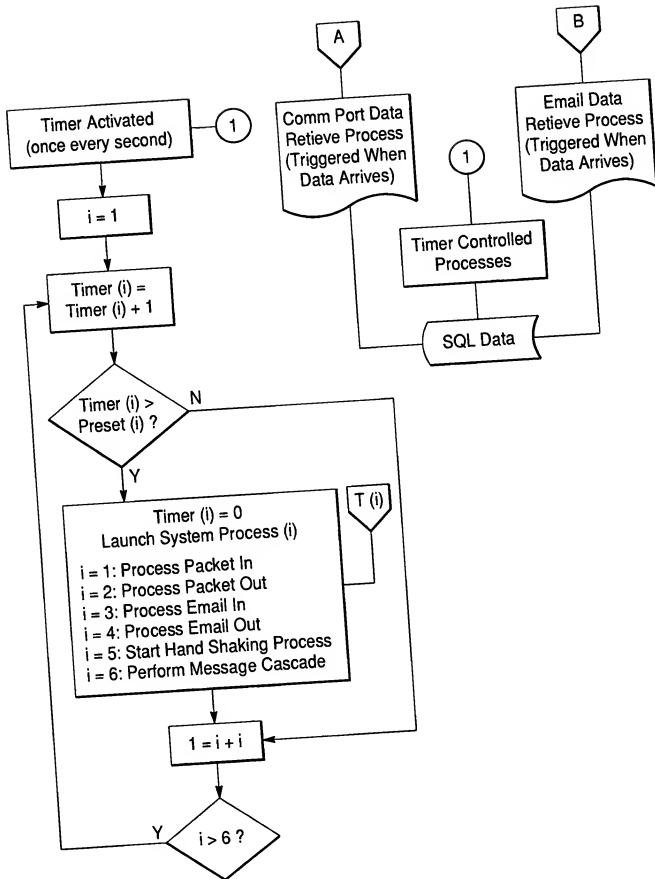 A
B
Timer Activated
(once every second)
1
Comm Port Data
Retieve Process
(Triggered When
Data Arrives)
Email Data
Retieve Process
(Triggered When
Data Arrives)
1
i = 1
Timer Controlled
Processes
Timer (i) =
Timer (i) + 1
SQL Data
Timer (i) >
Preset (i) ?
N
Y
T (i)
Timer (i) = 0
Launch System Process (i)
i = 1: Process Packet In
i = 2: Process Packet Out
i = 3: Process Email In
i = 4: Process Email Out
i = 5: Start Hand Shaking Process
i = 6: Perform Message Cascade
1 = i + i
Y
i > 6 ?